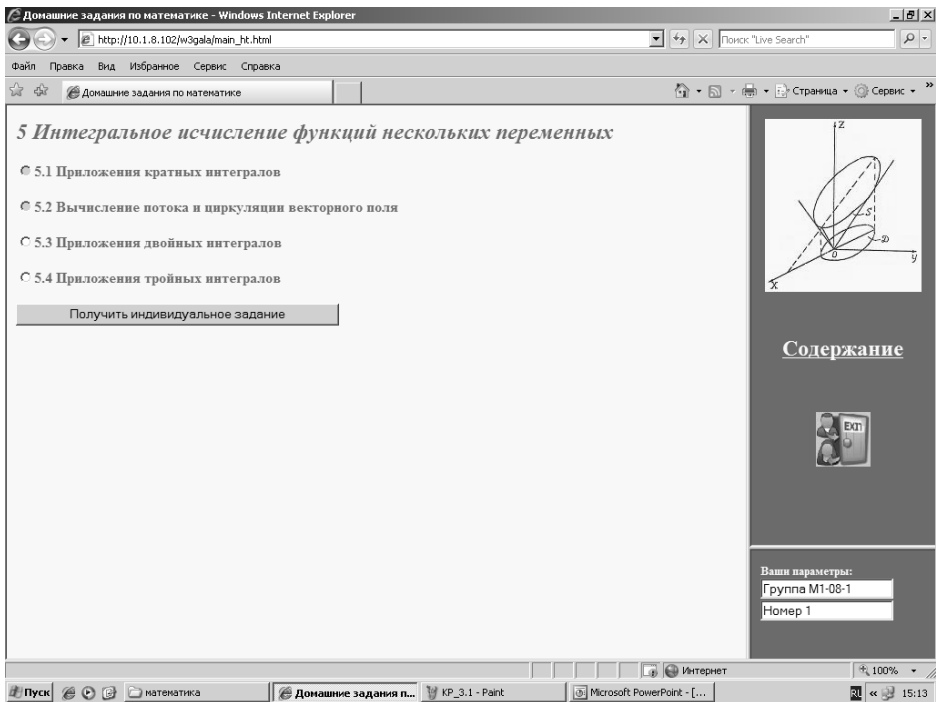 Домашние задания по математике - Windows Internet Explorer
http://10.1.8.102/w3gala/main_ht.html
Поиск "Live Search"
Файл Правка Вид Избранное Сервис Справка
Домашние задания по математике
Страница
Сервис
5 Интегральное исчисление функций нескольких переменных
5.1 Приложения кратных интегралов
5.2 Вычисление потока и циркуляции векторного поля
5.3 Приложения двойных интегралов
5.4 Приложения тройных интегралов
Получить индивидуальное задание
Z
S
D
O
y
X
Содержание
EXIT
Ваши параметры:
Группа М1-08-1
Номер 1
Интернет
100%
Пуск
математика
Домашние задания п...
KP_3.1 - Paint
Microsoft PowerPoint - [...
RL
15:13